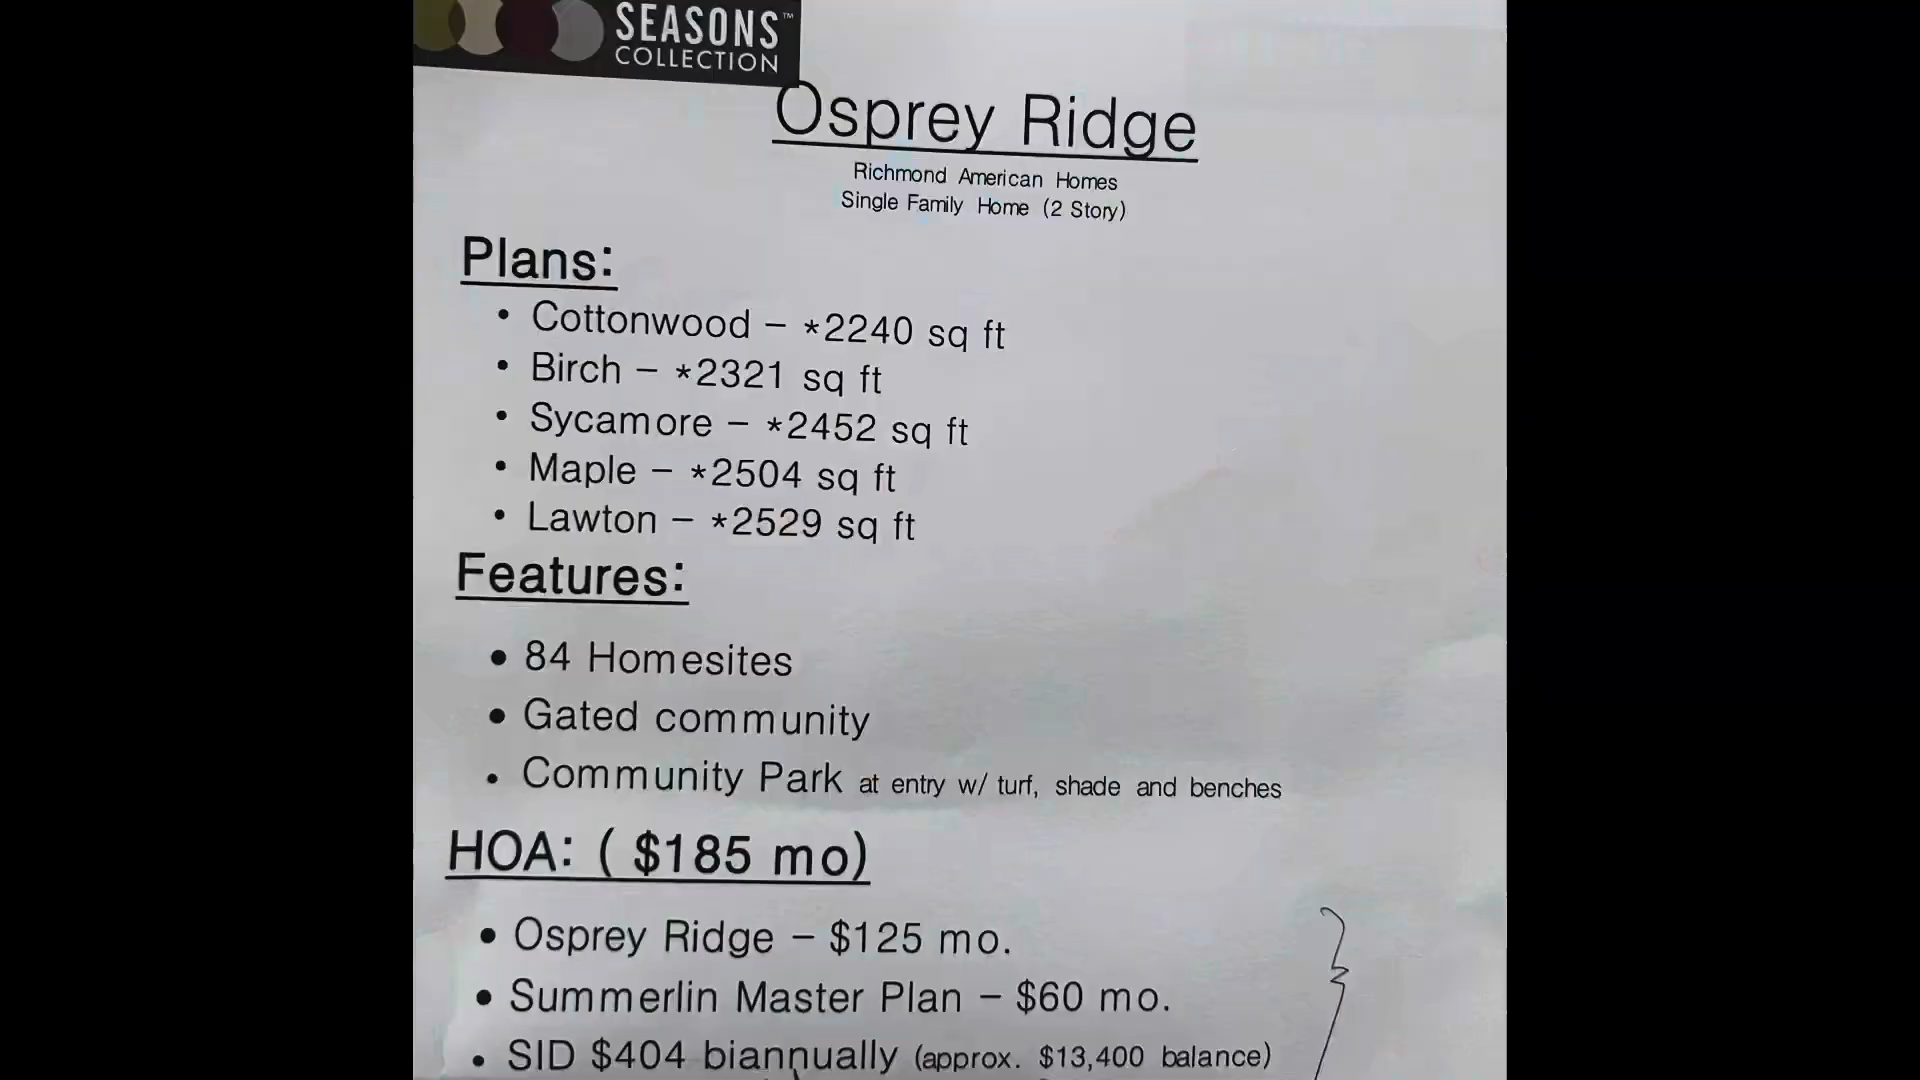 SEASONS™
COLLECTION
Osprey Ridge
Richmond American Homes
Single Family Home (2 Story)
Plans:
• Cottonwood – *2240 sq ft
• Birch – *2321 sq ft
• Sycamore – *2452 sq ft
• Maple – *2504 sq ft
• Lawton – *2529 sq ft
Features:
• 84 Homesites
• Gated community
• Community Park at entry w/ turf, shade and benches
HOA: ( $185 mo)
• Osprey Ridge – $125 mo.
• Summerlin Master Plan – $60 mo.
• SID $404 biannually (approx. $13,400 balance)